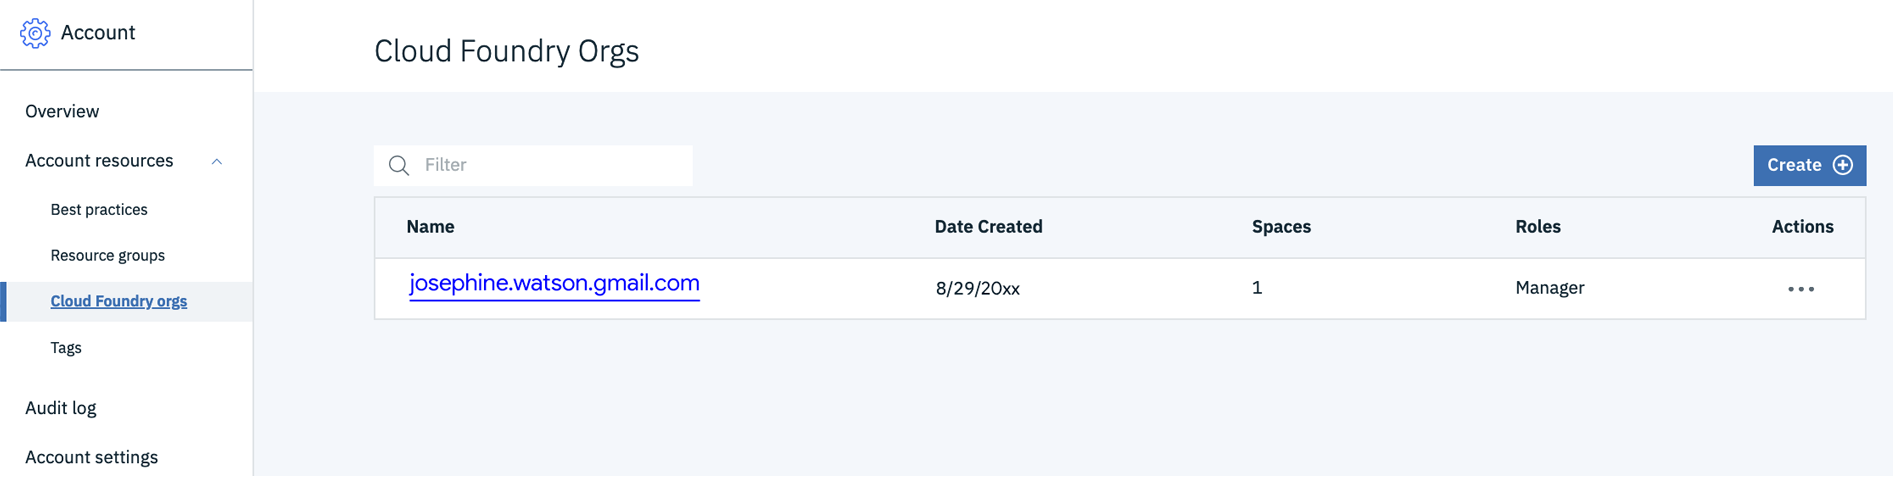 Account
Overview
Account resources
Best practices
Resource groups
Cloud Foundry orgs
Tags
Audit log
Account settings
Cloud Foundry Orgs
Filter
Create
Name Date Created Spaces Roles Actions
josephine.watson.gmail.com 8/29/20xx 1 Manager